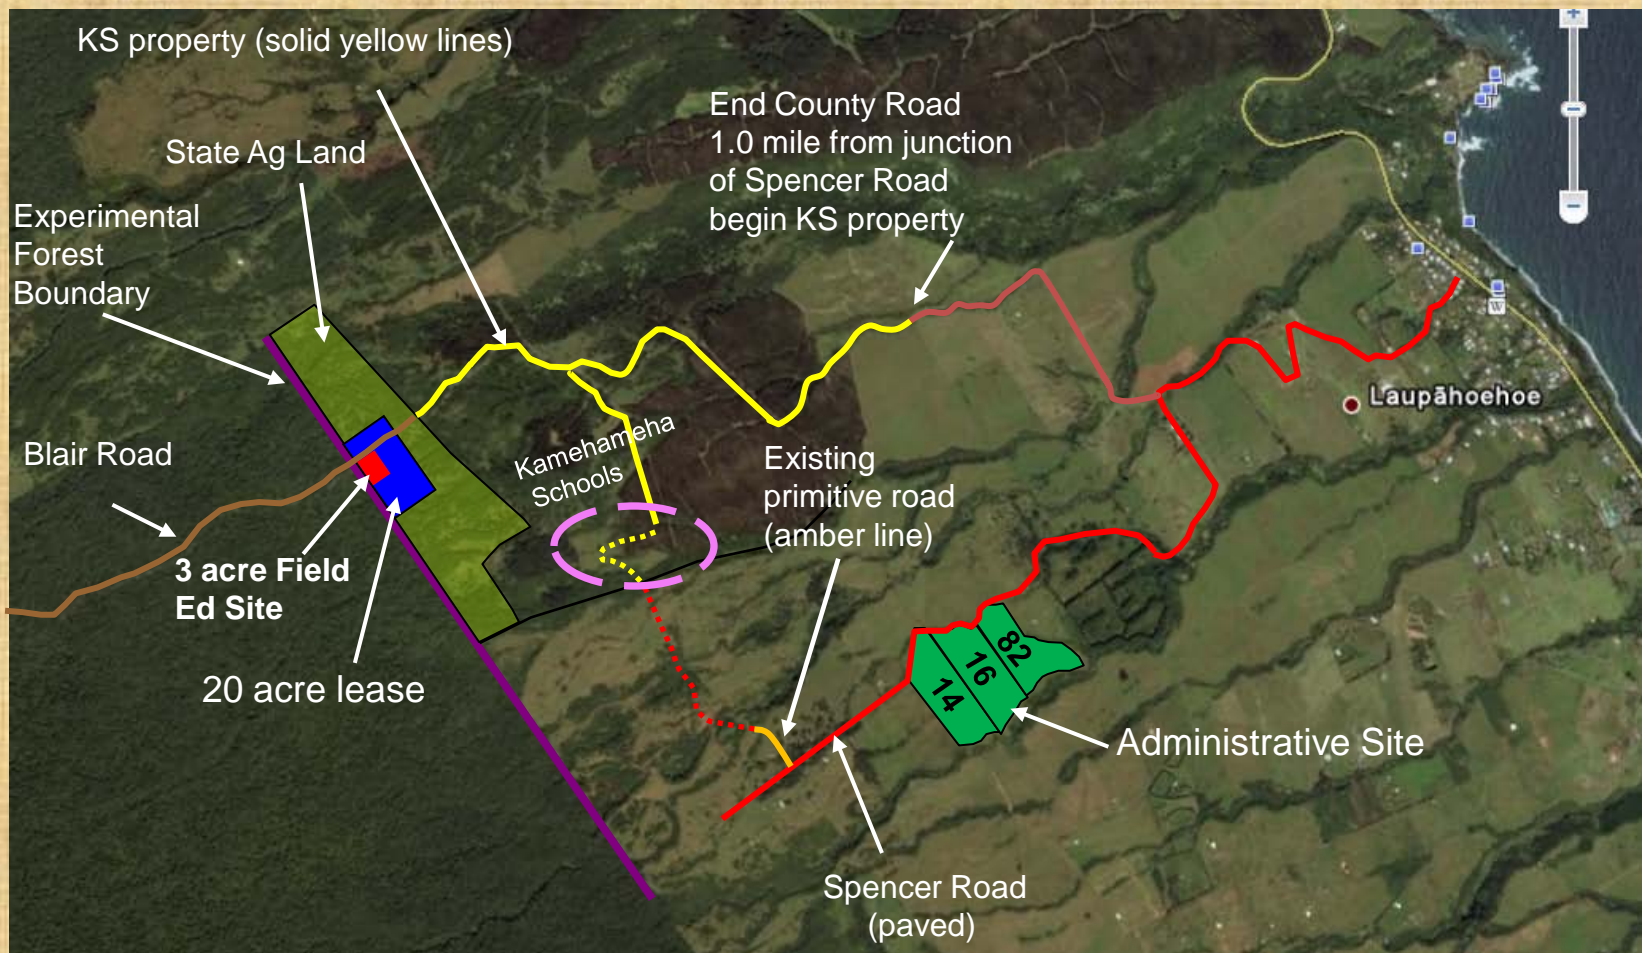 KS property (solid yellow lines)
End County Road
1.0 mile from junction
of Spencer Road
begin KS property
State Ag Land
Experimental
Forest
Boundary
Laupāhoehoe
Kamehameha
Schools
Existing
primitive road
(amber line)
Blair Road
3 acre Field
Ed Site
20 acre lease
82
16
14
Administrative Site
Spencer Road
(paved)
W